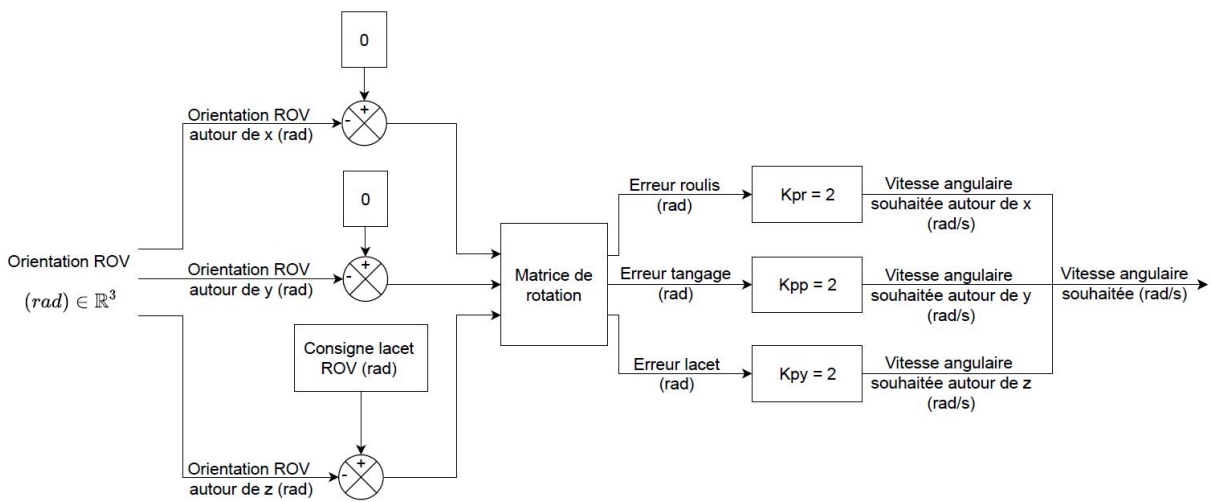 0
+
-
Orientation ROV
autour de x (rad)
0
+
-
Orientation ROV
autour de y (rad)
Orientation ROV
(rad) ∈ ℝ³
Consigne lacet
ROV (rad)
+
-
Orientation ROV
autour de z (rad)
Matrice de
rotation
Erreur roulis
(rad)
Kpr = 2
Vitesse angulaire
souhaitée autour de x
(rad/s)
Erreur tangage
(rad)
Kpp = 2
Vitesse angulaire
souhaitée autour de y
(rad/s)
Erreur lacet
(rad)
Kpy = 2
Vitesse angulaire
souhaitée autour de z
(rad/s)
Vitesse angulaire
souhaitée (rad/s)